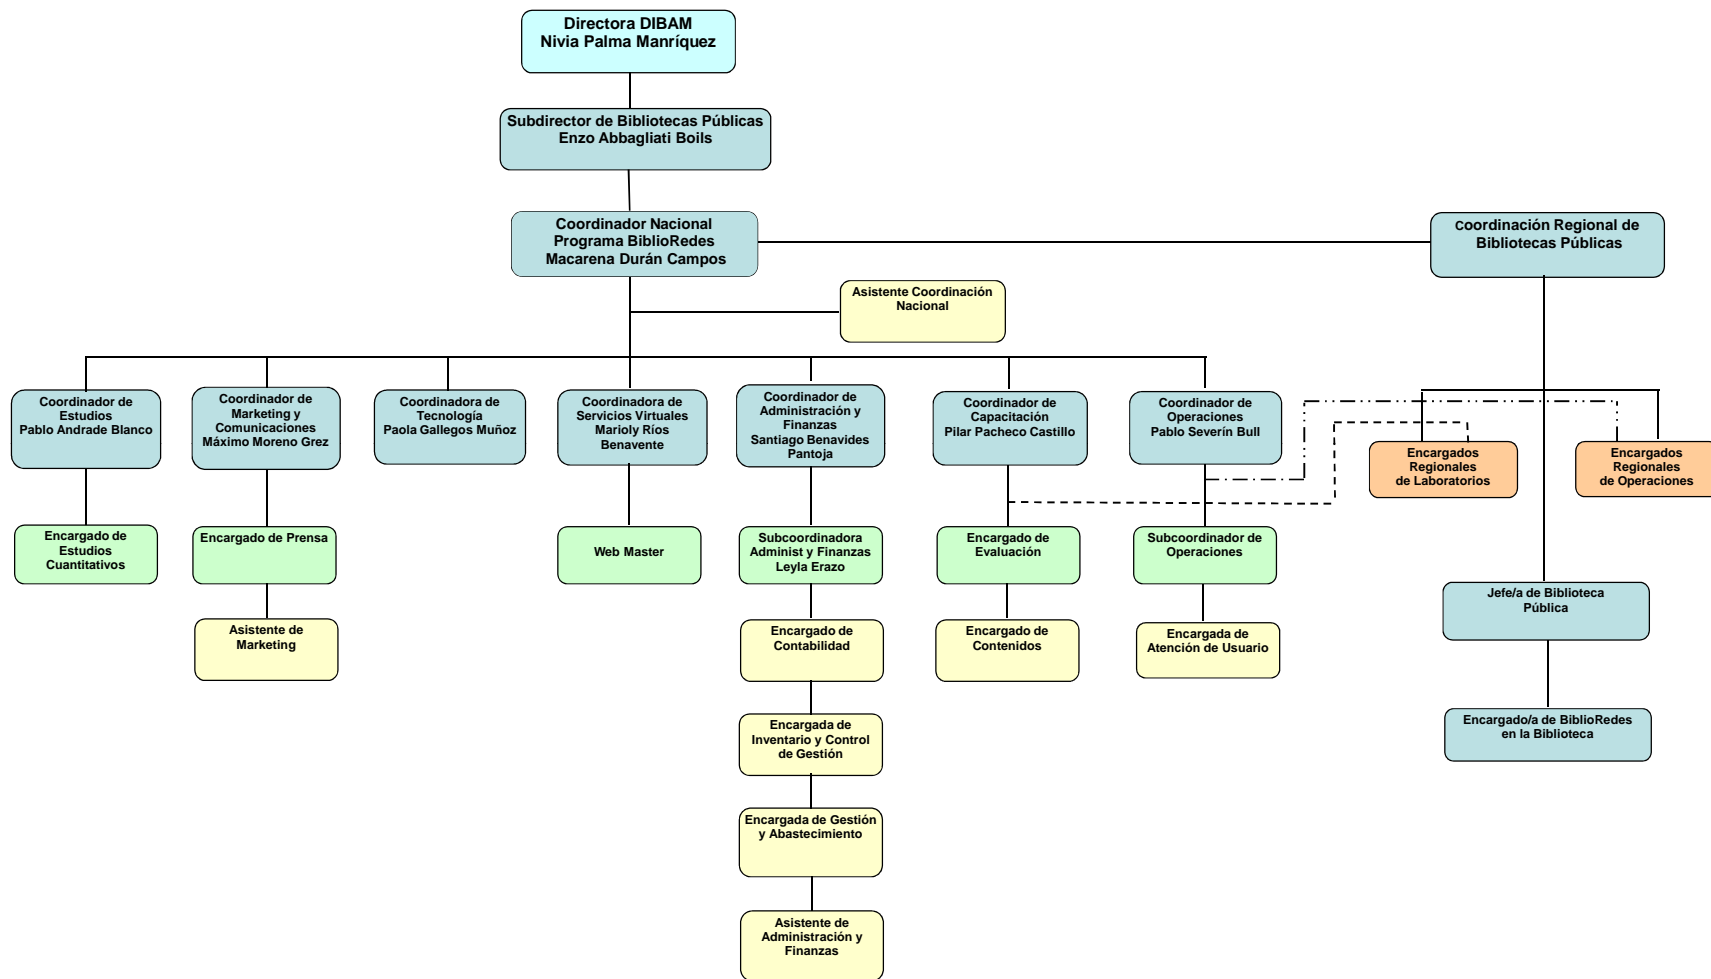 Directora DIBAM
Nivia Palma Manríquez
Subdirector de Bibliotecas Públicas
Enzo Abbagliati Boils
Coordinador Nacional
Programa BiblioRedes
Macarena Durán Campos
Coordinación Regional de
Bibliotecas Públicas
Asistente Coordinación
Nacional
Coordinador de
Estudios
Pablo Andrade Blanco
Coordinador de
Marketing y
Comunicaciones
Máximo Moreno Grez
Coordinadora de
Tecnología
Paola Gallegos Muñoz
Coordinadora de
Servicios Virtuales
Marioly Ríos
Benavente
Coordinador de
Administración y
Finanzas
Santiago Benavides
Pantoja
Coordinador de
Capacitación
Pilar Pacheco Castillo
Coordinador de
Operaciones
Pablo Severín Bull
Encargados
Regionales
de Laboratorios
Encargados
Regionales
de Operaciones
Encargado de
Estudios
Cuantitativos
Encargado de Prensa
Web Master
Subcoordinadora
Administ y Finanzas
Leyla Erazo
Encargado de
Evaluación
Subcoordinador de
Operaciones
Jefe/a de Biblioteca
Pública
Asistente de
Marketing
Encargado de
Contabilidad
Encargado de
Contenidos
Encargada de
Atención de Usuario
Encargada de
Inventario y Control
de Gestión
Encargado/a de BiblioRedes
en la Biblioteca
Encargada de Gestión
y Abastecimiento
Asistente de
Administración y
Finanzas